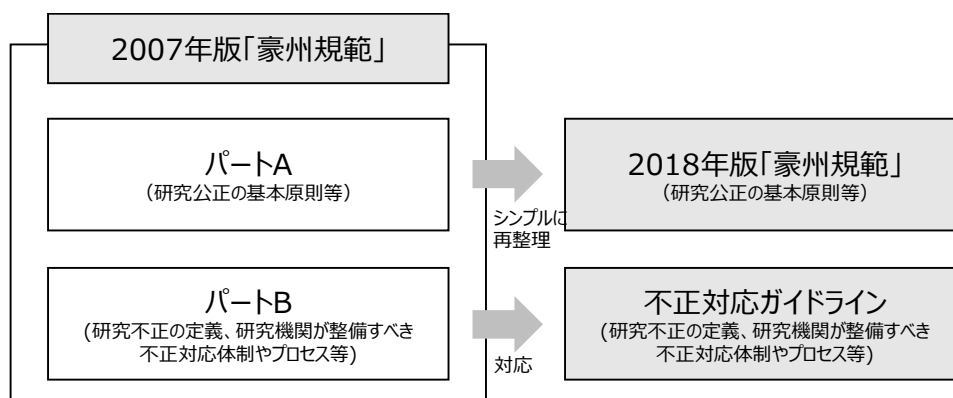 2007年版「豪州規範」
パートA
（研究公正の基本原則等）
シンプルに
再整理
2018年版「豪州規範」
（研究公正の基本原則等）
パートB
(研究不正の定義、研究機関が整備すべき
不正対応体制やプロセス等)
対応
不正対応ガイドライン
(研究不正の定義、研究機関が整備すべき
不正対応体制やプロセス等)